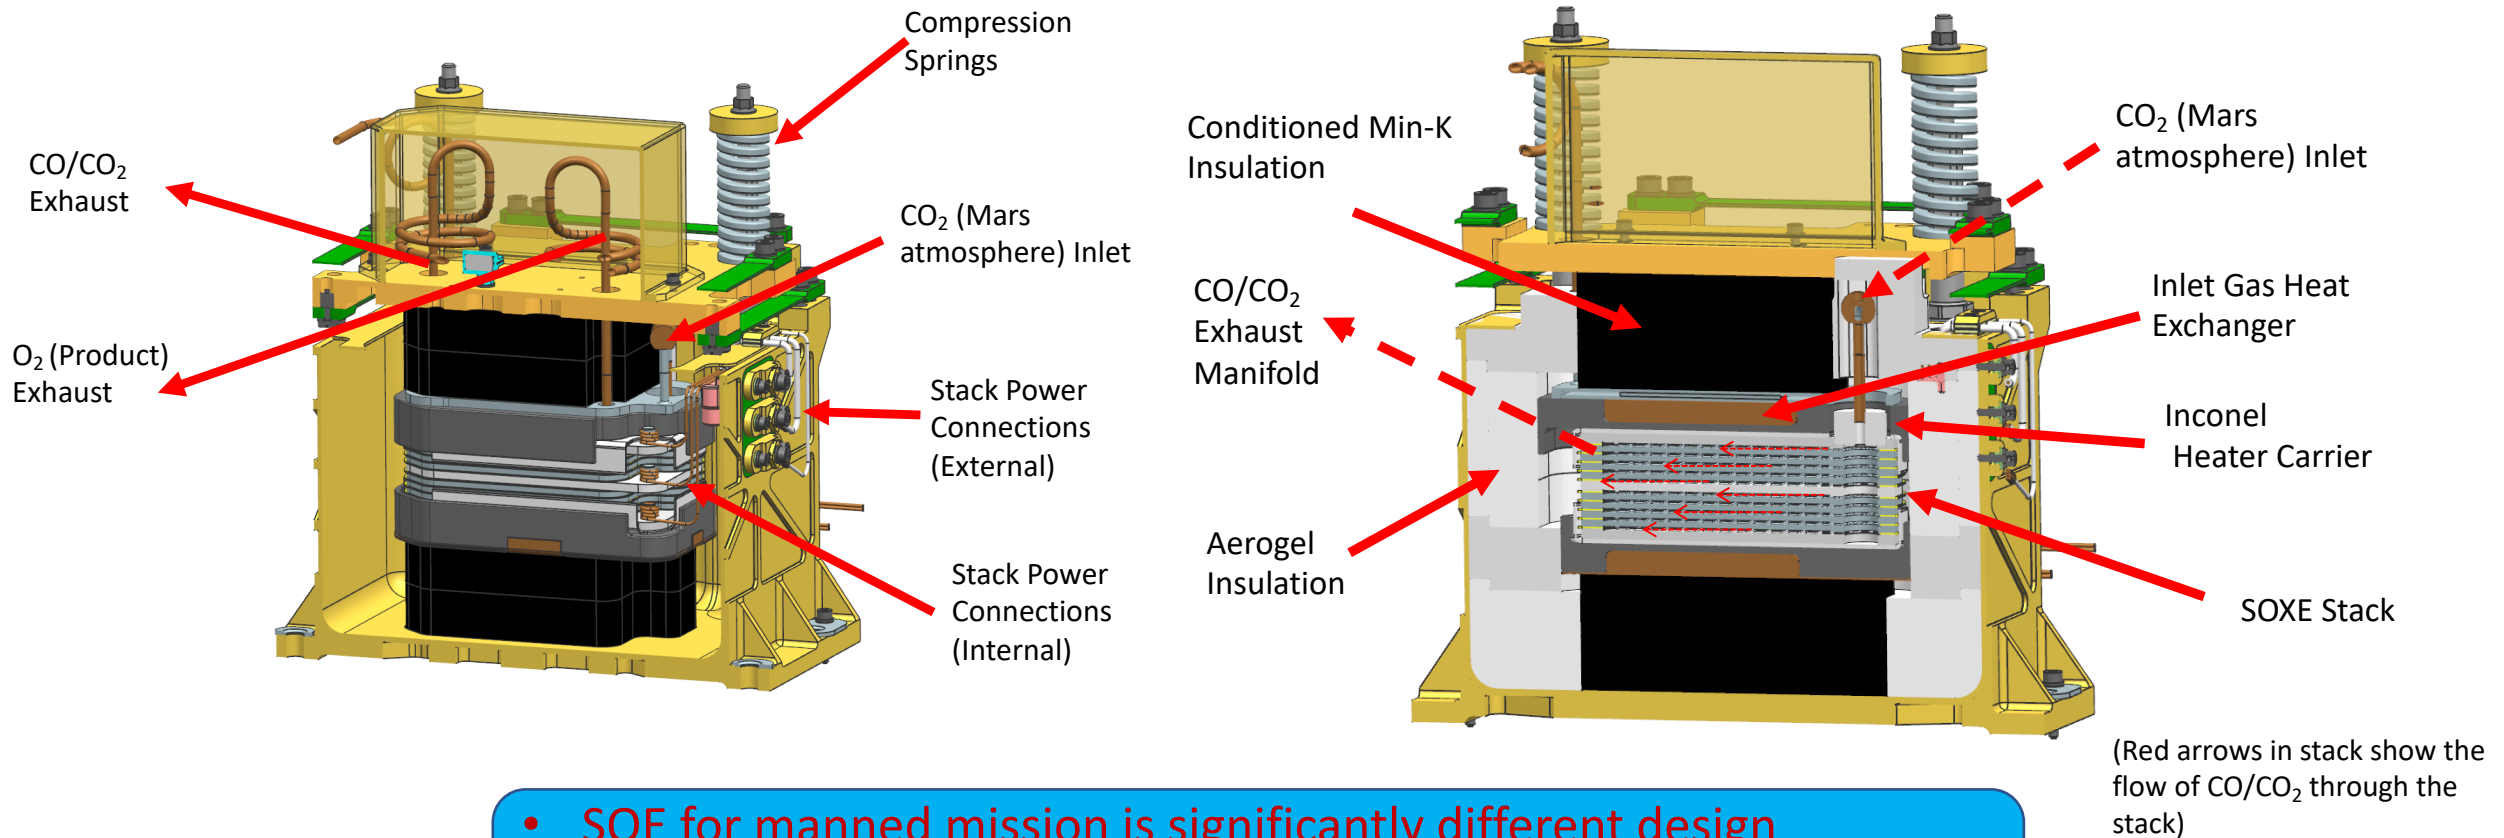 Compression
Springs
CO/CO₂
Exhaust
CO₂ (Mars
atmosphere) Inlet
O₂ (Product)
Exhaust
Stack Power
Connections
(External)
Stack Power
Connections
(Internal)
Conditioned Min-K
Insulation
CO₂ (Mars
atmosphere) Inlet
CO/CO₂
Exhaust
Manifold
Inlet Gas Heat
Exchanger
Inconel
Heater Carrier
Aerogel
Insulation
SOXE Stack
(Red arrows in stack show the
flow of CO/CO₂ through the
stack)
• SOE for manned mission is significantly different design